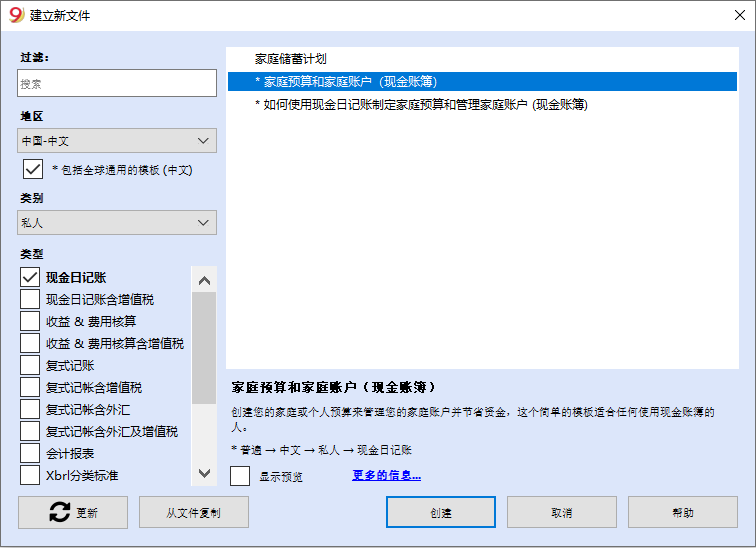 9 建立新文件
过滤：
搜索
地区
中国-中文
* 包括全球通用的模板 (中文)
类别
私人
类型
现金日记账
现金日记账含增值税
收益 & 费用核算
收益 & 费用核算含增值税
复式记账
复式记帐含增值税
复式记帐含外汇
复式记帐含外汇及增值税
会计报表
Xbrl分类标准
家庭储蓄计划
* 家庭预算和家庭账户（现金账簿）
* 如何使用现金日记账制定家庭预算和管理家庭账户 (现金账簿)
家庭预算和家庭账户（现金账簿）
创建您的家庭或个人预算来管理您的家庭账户并节省资金，这个简单的模板适合任何使用现金账簿的
人。
* 普遍 → 中文 → 私人 → 现金日记账
显示预览
更多的信息...
更新
从文件复制
创建
取消
帮助